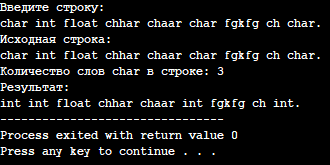 Введите строку:
char int float chhar chaar char fgkfg ch char.
Исходная строка:
char int float chhar chaar char fgkfg ch char.
Количество слов char в строке: 3
Результат:
int int float chhar chaar int fgkfg ch int.
--------------------------------
Process exited with return value 0
Press any key to continue . . .